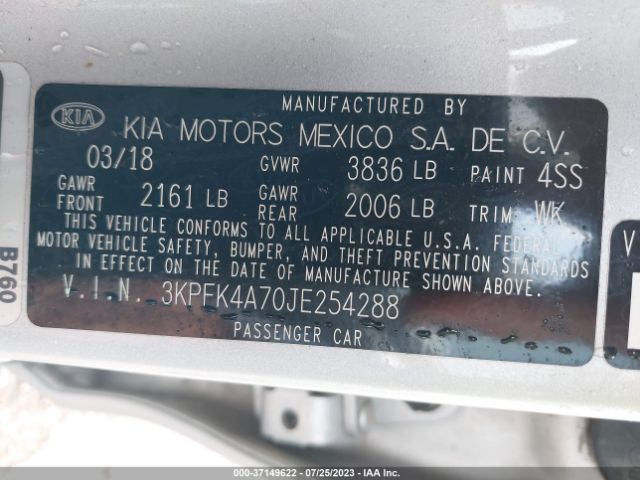 MANUFACTURED BY
KIA KIA MOTORS MEXICO S.A. DE C.V.
03/18 GVWR 3836 LB PAINT 4SS
GAWR FRONT 2161 LB GAWR REAR 2006 LB TRIM: WK
THIS VEHICLE CONFORMS TO ALL APPLICABLE U.S.A. FEDERAL
MOTOR VEHICLE SAFETY, BUMPER, AND THEFT PREVENTION STANDARDS
IN EFFECT ON THE DATE OF MANUFACTURE SHOWN ABOVE.
V.I.N. 3KPFK4A70JE254288
PASSENGER CAR
B760
V
COPART 37149622 - 07/25/2023 - IAA Inc.